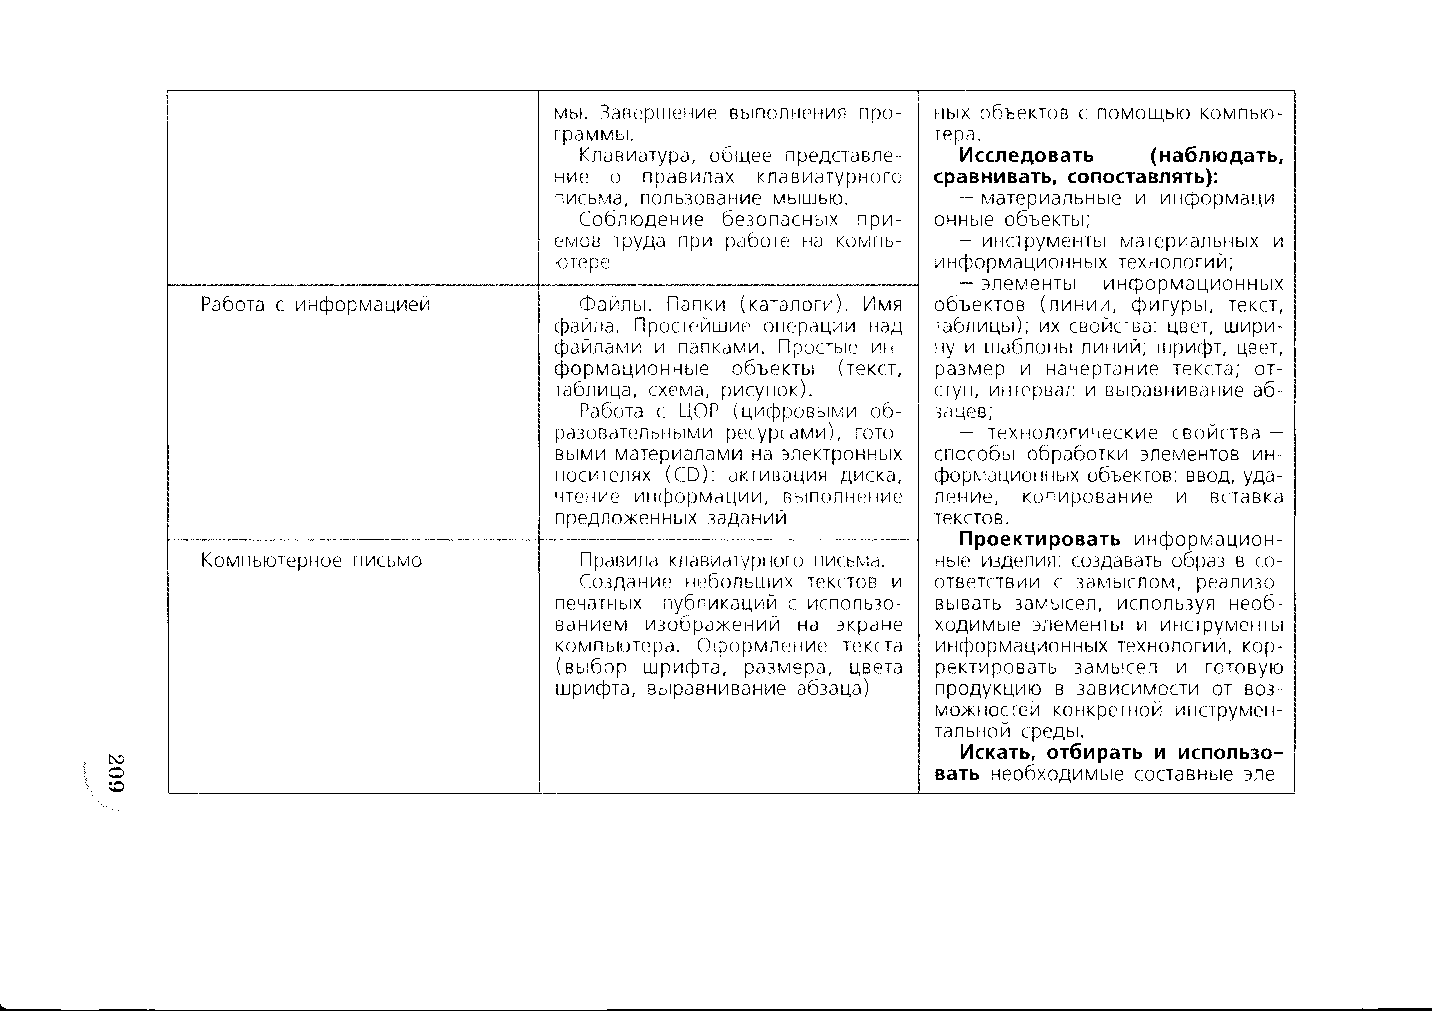 мы. Завершение выполнения про-
граммы.
Клавиатура, общее представле-
ние о правилах клавиатурного
письма, пользование мышью.
Соблюдение безопасных при-
емов труда при работе на компь-
ютере
Работа с информацией
Файлы. Папки (каталоги). Имя
файла. Простейшие операции над
файлами и папками. Простые ин
формационные объекты (текст,
таблица, схема, рисунок).
Работа с ЦОР (цифровыми об-
разовательными ресурсами), гото
выми материалами на электронных
носителях (CD): активация диска,
чтение информации, выполнение
предложенных заданий
Компьютерное письмо
Правила клавиатурного письма.
Создание небольших текстов и
печатных публикаций с использо-
ванием изображений на экране
компьютера. Оформление текста
(выбор шрифта, размера, цвета
шрифта, выравнивание абзаца)
ных объектов с помощью компью-
тера.
Исследовать (наблюдать,
сравнивать, сопоставлять):
— материальные и информаци
онные объекты;
— инструменты материальных и
информационных технологий;
— элементы информационных
объектов (линии, фигуры, текст,
таблицы); их свойства: цвет, шири-
ну и шаблоны линий; шрифт, цвет,
размер и начертание текста; от-
ступ, интервал и выравнивание аб-
зацев;
— технологические свойства —
способы обработки элементов ин-
формационных объектов: ввод, уда-
ление, копирование и вставка
текстов.
Проектировать информацион-
ные изделия: создавать образ в со-
ответствии с замыслом, реализо
вывать замысел, используя необ-
ходимые элементы и инструменты
информационных технологий, кор-
ректировать замысел и готовую
продукцию в зависимости от воз-
можностей конкретной инструмен-
тальной среды.
Искать, отбирать и использо-
вать необходимые составные эле
209